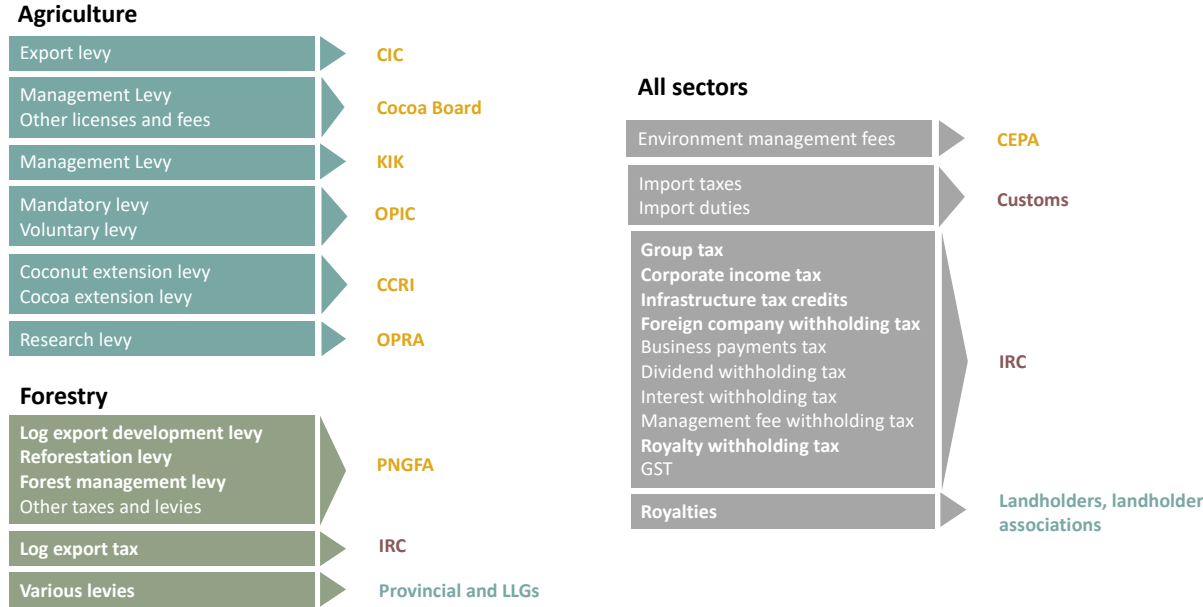 Agriculture
Export levy
CIC
Management Levy
Other licenses and fees
Cocoa Board
Management Levy
KIK
Mandatory levy
Voluntary levy
OPIC
Coconut extension levy
Cocoa extension levy
CCRI
Research levy
OPRA
Forestry
Log export development levy
Reforestation levy
Forest management levy
Other taxes and levies
PNGFA
Log export tax
IRC
Various levies
Provincial and LLGs
All sectors
Environment management fees
CEPA
Import taxes
Import duties
Customs
Group tax
Corporate income tax
Infrastructure tax credits
Foreign company withholding tax
Business payments tax
Dividend withholding tax
Interest withholding tax
Management fee withholding tax
Royalty withholding tax
GST
IRC
Royalties
Landholders, landholder
associations